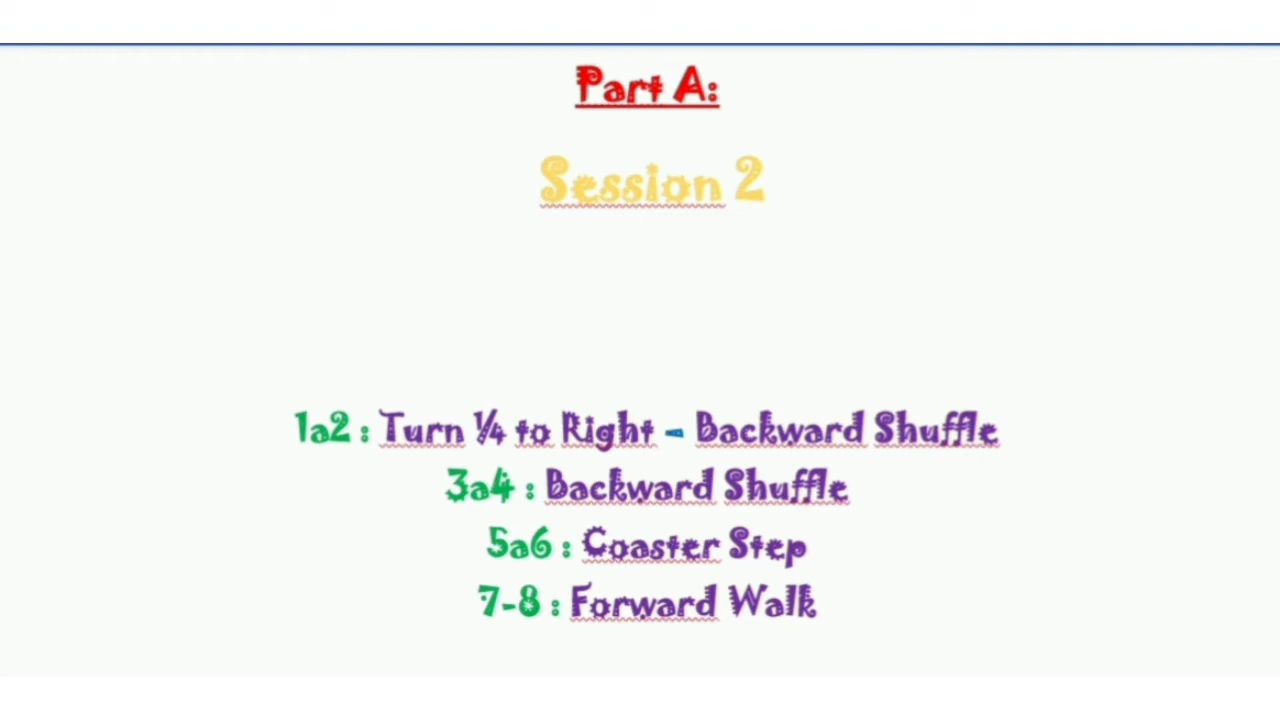 Part A:
Session 2
1a2 : Turn ¼ to Right – Backward Shuffle
3a4 : Backward Shuffle
5a6 : Coaster Step
7-8 : Forward Walk